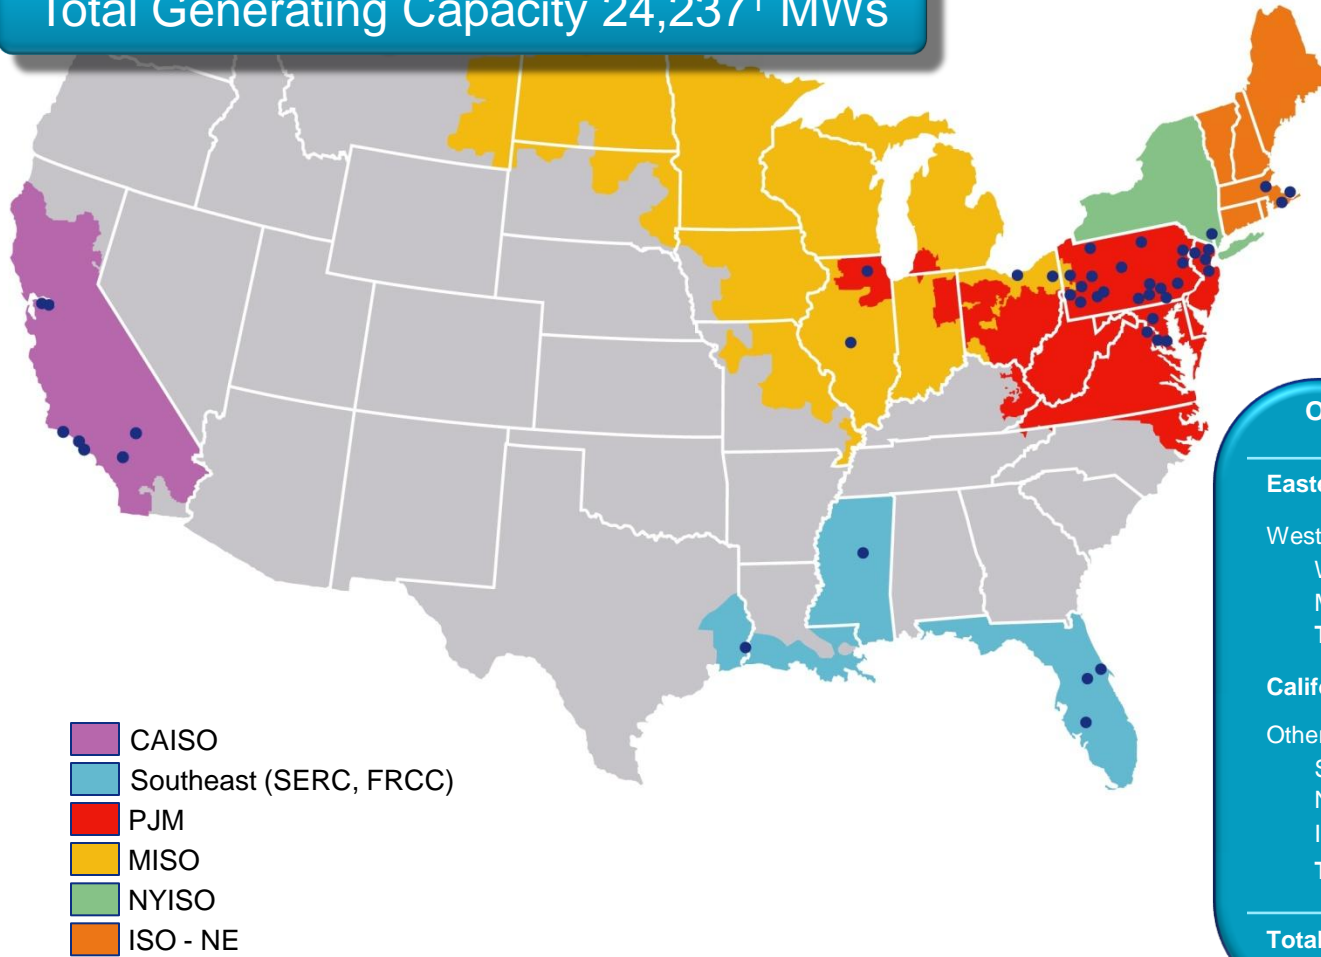 Total Generating Capacity 24,237¹ MWs
Easte
West
Califo
Other
Total
CAISO
Southeast (SERC, FRCC)
PJM
MISO
NYISO
ISO - NE